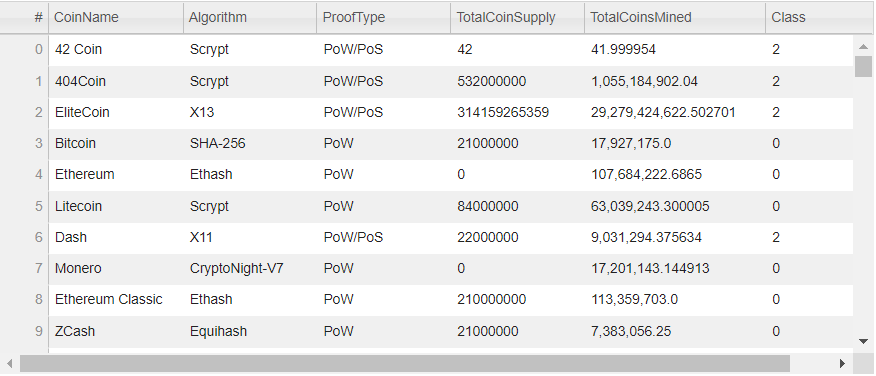 # CoinName Algorithm ProofType TotalCoinSupply TotalCoinsMined Class
0 42 Coin Scrypt PoW/PoS 42 41.999954 2
1 404Coin Scrypt PoW/PoS 532000000 1,055,184,902.04 2
2 EliteCoin X13 PoW/PoS 314159265359 29,279,424,622.502701 2
3 Bitcoin SHA-256 PoW 21000000 17,927,175.0 0
4 Ethereum Ethash PoW 0 107,684,222.6865 0
5 Litecoin Scrypt PoW 84000000 63,039,243.300005 0
6 Dash X11 PoW/PoS 22000000 9,031,294.375634 2
7 Monero CryptoNight-V7 PoW 0 17,201,143.144913 0
8 Ethereum Classic Ethash PoW 210000000 113,359,703.0 0
9 ZCash Equihash PoW 21000000 7,383,056.25 0